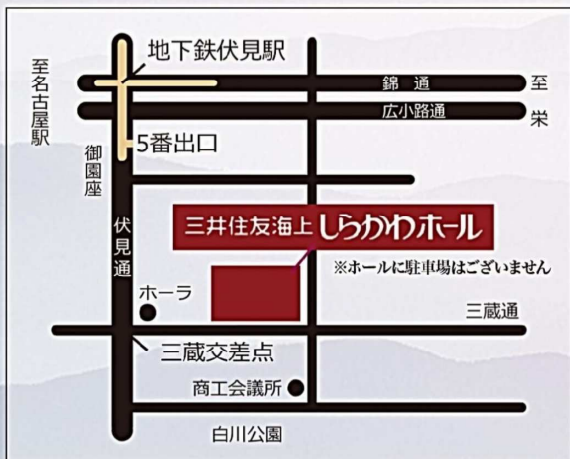 地下鉄伏見駅
至名古屋駅
錦通
至栄
広小路通
5番出口
御園座
伏見通
三井住友海上しらかわホール
※ホールに駐車場はございません
ホーラ
三蔵通
三蔵交差点
商工会議所
白川公園